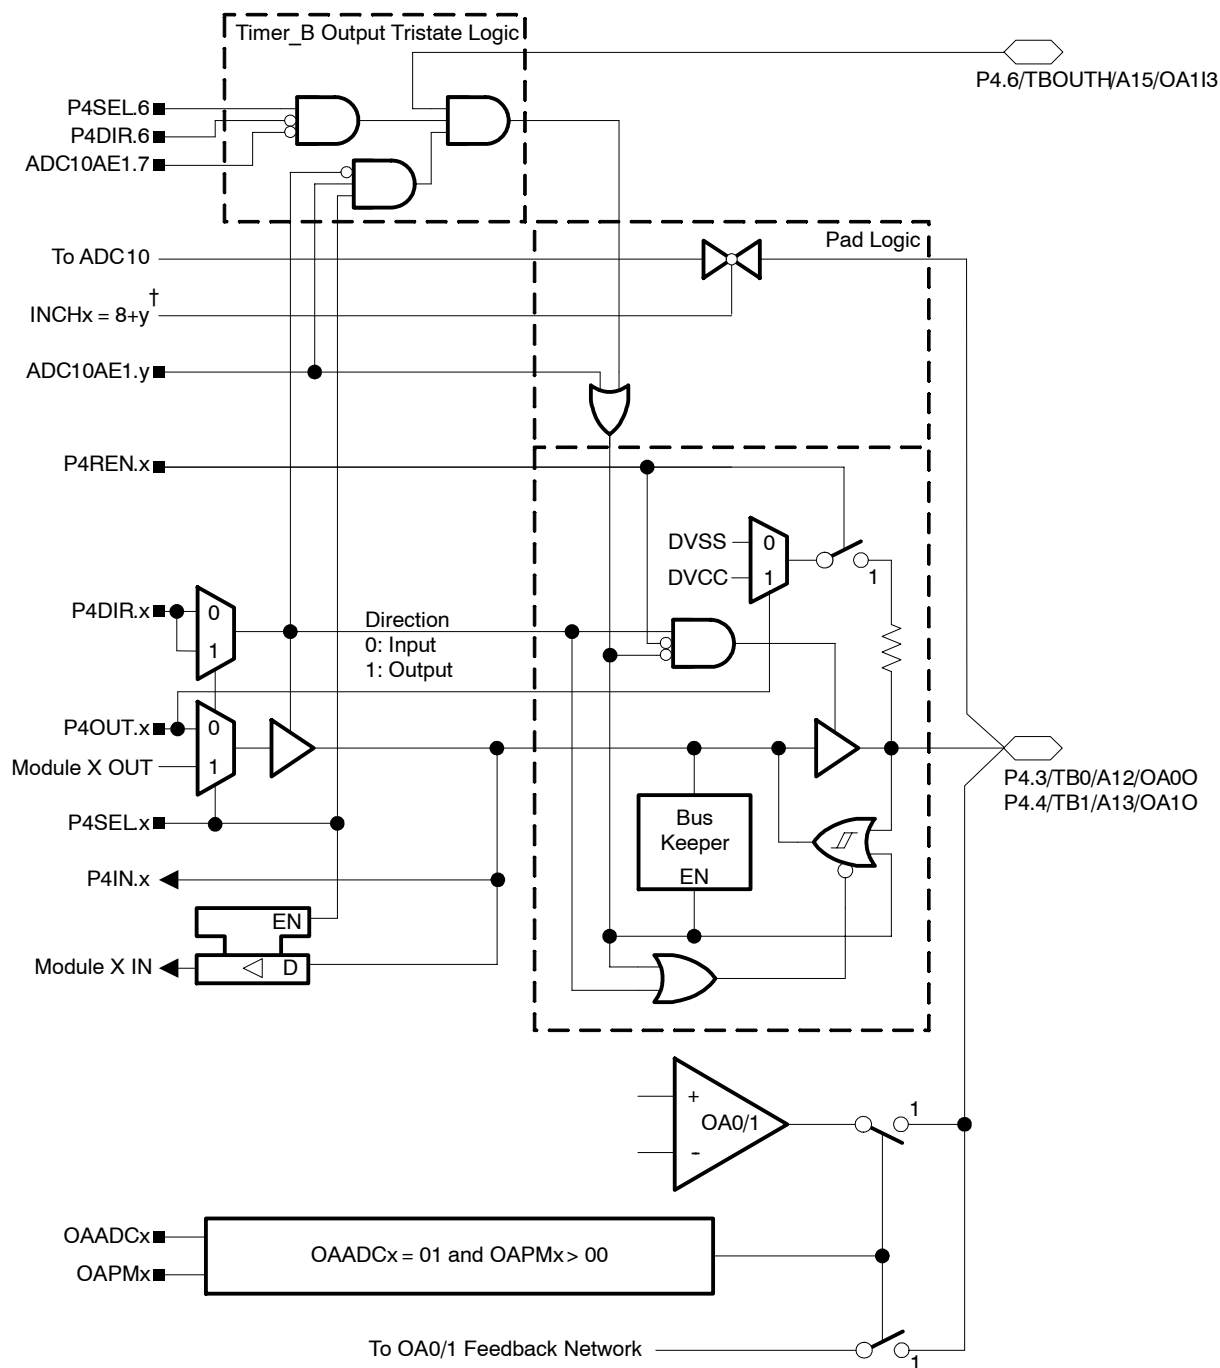 Timer_B Output Tristate Logic
P4.6/TBOUTH/A15/OA1I3
P4SEL.6
P4DIR.6
ADC10AE1.7
Pad Logic
To ADC10
INCHx = 8+y†
ADC10AE1.y
P4REN.x
DVSS
0
DVCC
1
1
P4DIR.x
0
1
Direction
0: Input
1: Output
P4OUT.x
0
Module X OUT
1
P4.3/TB0/A12/OA0O
P4.4/TB1/A13/OA1O
P4SEL.x
Bus
Keeper
EN
P4IN.x
EN
Module X IN
D
+
OA0/1
-
1
OAADCx
OAPMx
OAADCx = 01 and OAPMx > 00
To OA0/1 Feedback Network
1